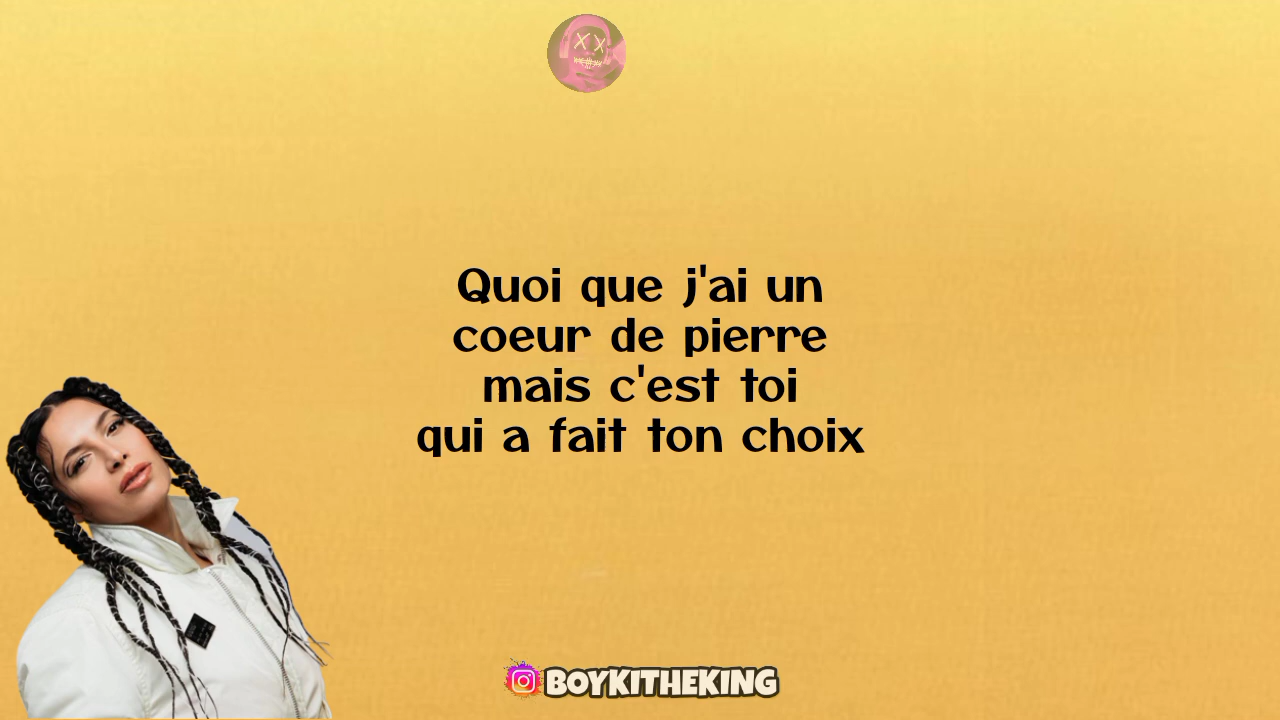 Quoi que j'ai un
coeur de pierre
mais c'est toi
qui a fait ton choix
BOYKITHEKING